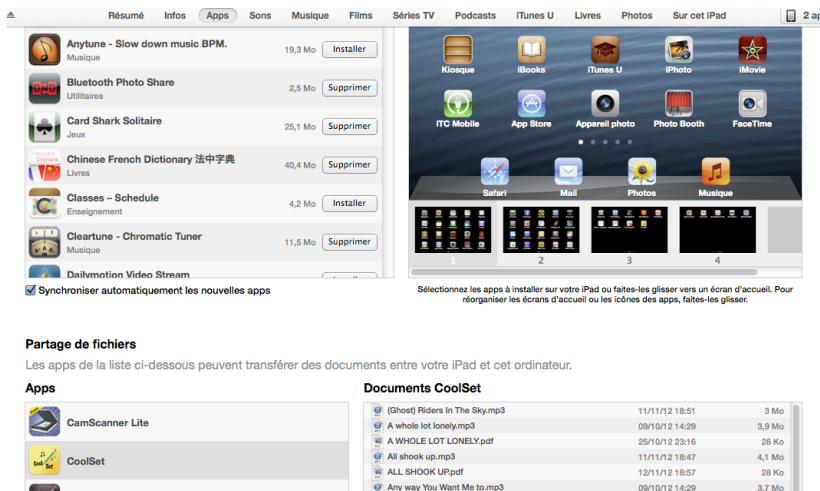 Résumé Infos Apps Sons Musique Films Séries TV Podcasts iTunes U Livres Photos Sur cet iPad 2 ap
Anytune - Slow down music BPM.
Musique
19,3 Mo Installer
Bluetooth Photo Share
Utilitaires
2,5 Mo Supprimer
Card Shark Solitaire
Jeux
25,1 Mo Supprimer
Chinese French Dictionary 法中字典
Livres
40,4 Mo Supprimer
Classes – Schedule
Enseignement
4,2 Mo Installer
Cleartune - Chromatic Tuner
Musique
11,5 Mo Supprimer
Dailymotion Video Stream
Synchroniser automatiquement les nouvelles apps
Kiosque iBooks iTunes U iPhoto iMovie
iTC Mobile App Store Appareil photo Photo Booth FaceTime
Safari Mail Photos Musique
1 2 3 4
Sélectionnez les apps à installer sur votre iPad ou faites-les glisser vers un écran d'accueil. Pour
réorganiser les écrans d'accueil ou les icônes des apps, faites-les glisser.
Partage de fichiers
Les apps de la liste ci-dessous peuvent transférer des documents entre votre iPad et cet ordinateur.
Apps
CamScanner Lite
CoolSet
Documents CoolSet
(Ghost) Riders In The Sky.mp3 11/11/12 18:51 3 Mo
A whole lot lonely.mp3 09/10/12 14:29 3,9 Mo
A WHOLE LOT LONELY.pdf 25/10/12 23:16 28 Ko
All shook up.mp3 11/11/12 18:47 4,1 Mo
ALL SHOOK UP.pdf 12/11/12 18:57 28 Ko
Any way You Want Me to.mp3 09/10/12 14:29 3,7 Mo